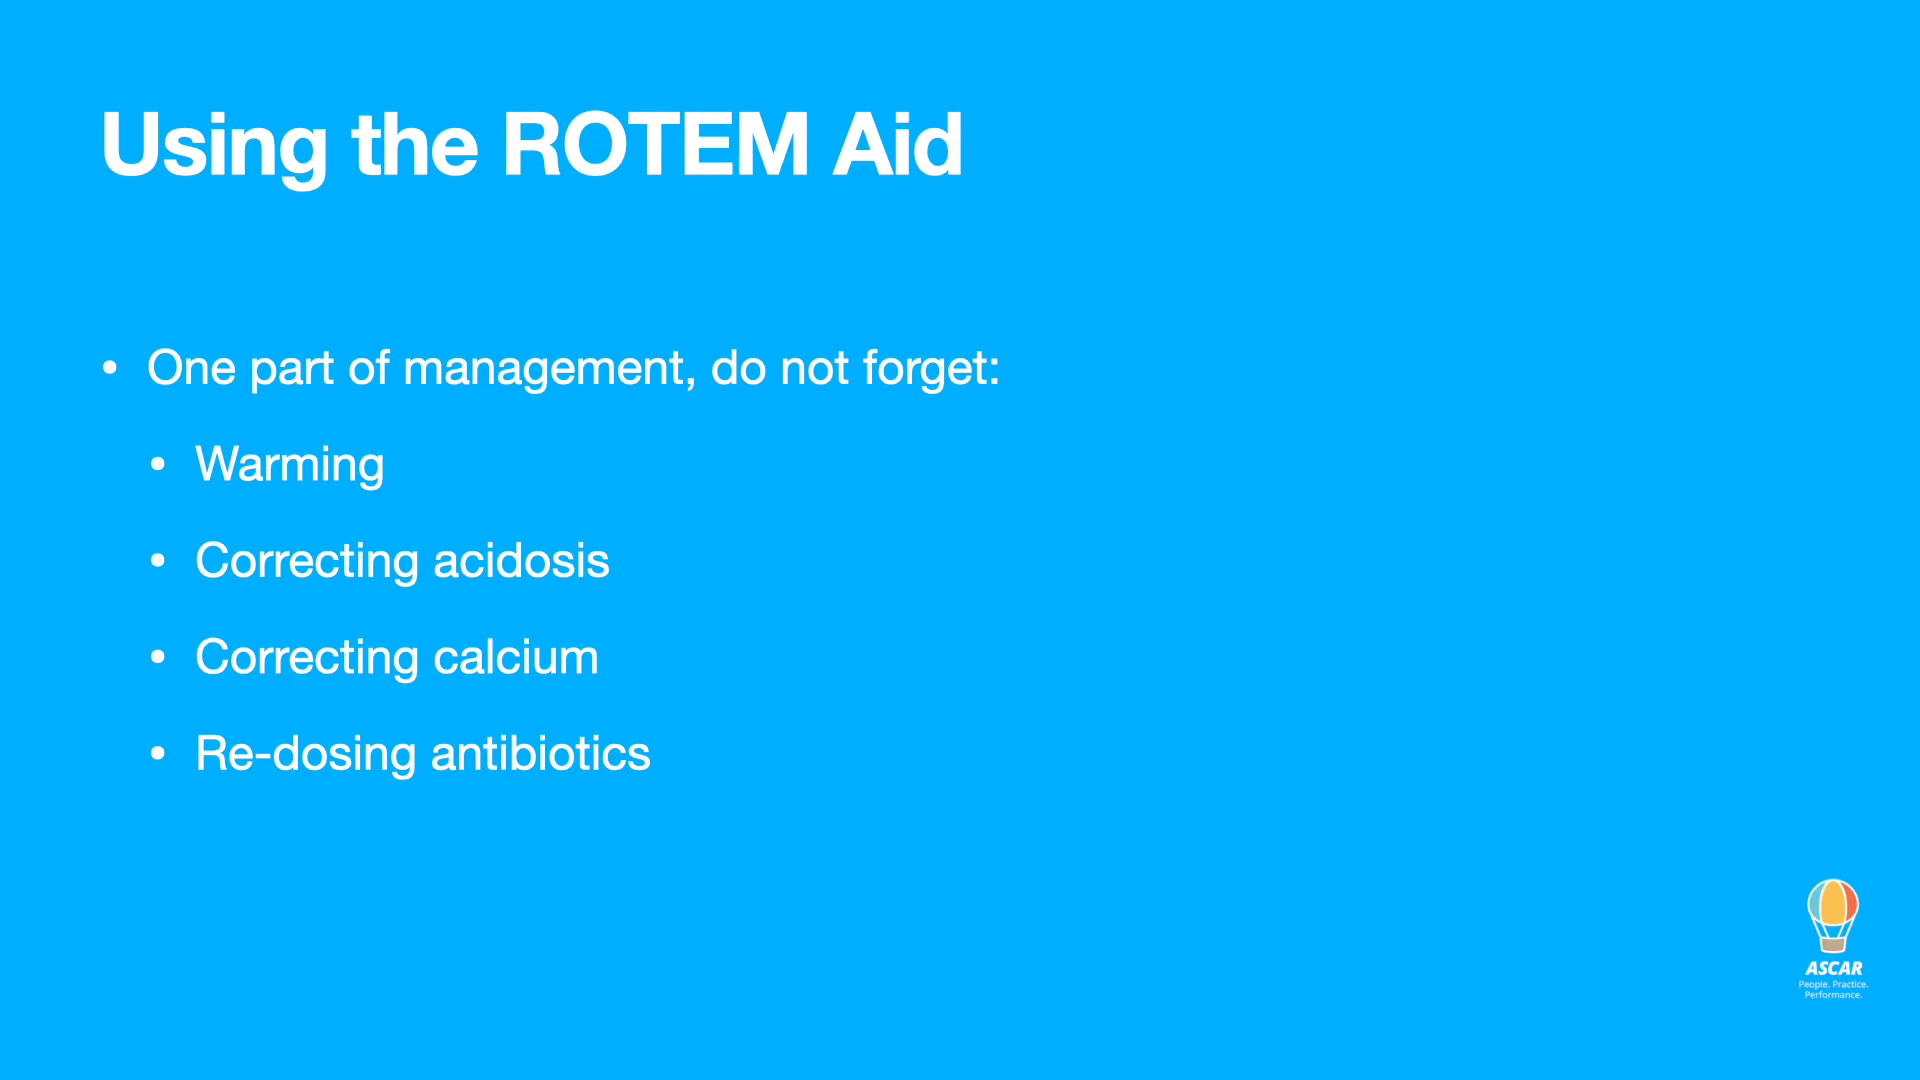 Using the ROTEM Aid
• One part of management, do not forget:
• Warming
• Correcting acidosis
• Correcting calcium
• Re-dosing antibiotics
ASCAR
People. Practice.
Performance.